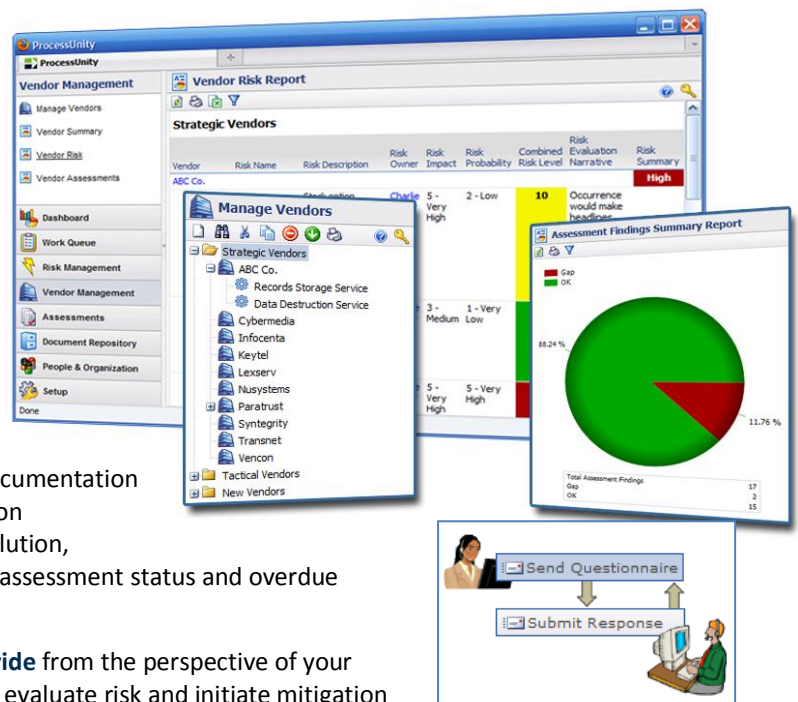 ProcessUnity
ProcessUnity
Vendor Management
Manage Vendors
Vendor Summary
Vendor Risk
Vendor Assessments
Dashboard
Work Queue
Risk Management
Vendor Management
Assessments
Document Repository
People & Organization
Setup
Done
Vendor Risk Report
Strategic Vendors
Vendor Risk Name Risk Description Risk Owner Risk Impact Risk Probability Combined Risk Level Risk Evaluation Narrative Risk Summary
ABC Co. High
Charlie 5 - Very High 2 - Low 10 Occurrence would make headlines
3 - Medium 1 - Very Low
5 - Very High 5 - Very High
Manage Vendors
Strategic Vendors
ABC Co.
Records Storage Service
Data Destruction Service
Cybermedia
Infocenta
Keytel
Lexserv
Nusystems
Paratrust
Syntegrity
Transnet
Vencon
Tactical Vendors
New Vendors
Assessment Findings Summary Report
Gap
OK
88.24 %
11.76 %
Total Assessment Findings 17
Gap 2
OK 15
cumentation
on
lution,
assessment status and overdue
vide from the perspective of your
evaluate risk and initiate mitigation
Send Questionnaire
Submit Response